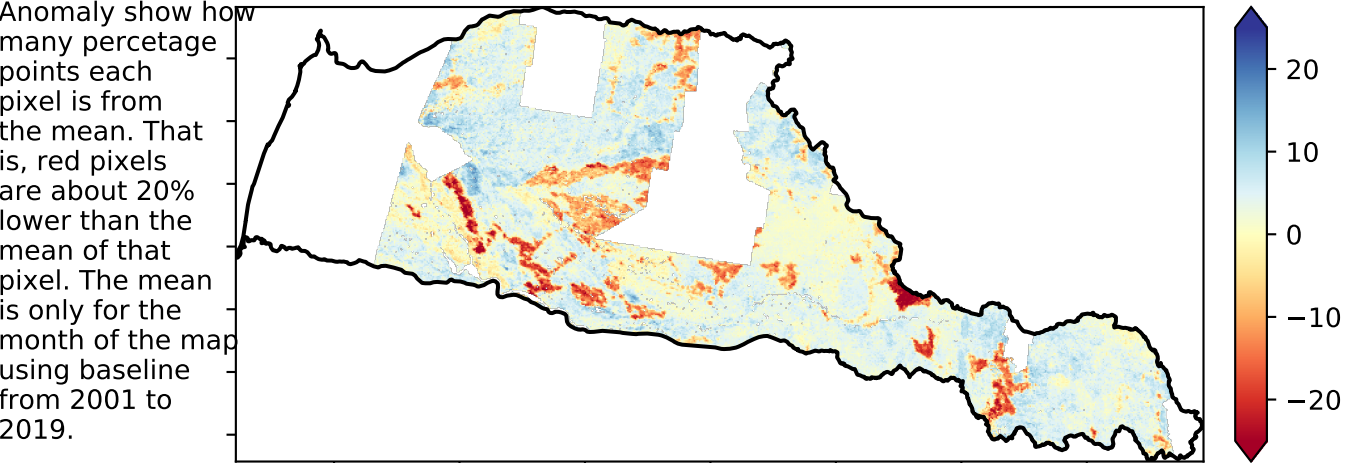 Anomaly show how
many percetage
points each
pixel is from
the mean. That
is, red pixels
are about 20%
lower than the
mean of that
pixel. The mean
is only for the
month of the map
using baseline
from 2001 to
2019.
20
10
0
−10
−20